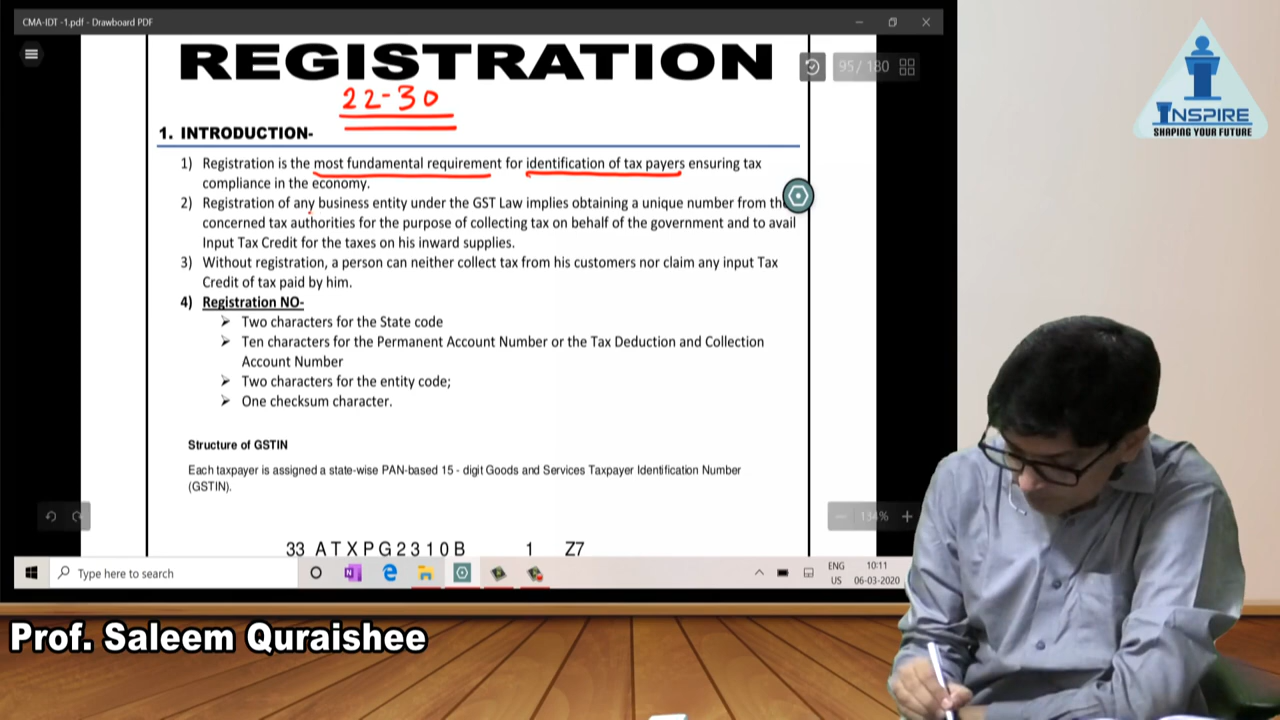 CMA-IDT -1.pdf - Drawboard PDF
REGISTRATION
95 / 180
22-30
1. INTRODUCTION-
1) Registration is the most fundamental requirement for identification of tax payers ensuring tax
compliance in the economy.
2) Registration of any business entity under the GST Law implies obtaining a unique number from
concerned tax authorities for the purpose of collecting tax on behalf of the government and to avail
Input Tax Credit for the taxes on his inward supplies.
3) Without registration, a person can neither collect tax from his customers nor claim any input Tax
Credit of tax paid by him.
4) Registration NO-
Two characters for the State code
Ten characters for the Permanent Account Number or the Tax Deduction and Collection
Account Number
Two characters for the entity code;
One checksum character.
Structure of GSTIN
Each taxpayer is assigned a state-wise PAN-based 15 - digit Goods and Services Taxpayer Identification Number
(GSTIN).
134%
33 A T X P G 2 3 1 0 B 1 Z7
Type here to search
ENG
US
10:11
06-03-2020
INSPIRE
SHAPING YOUR FUTURE
Prof. Saleem Quraishee